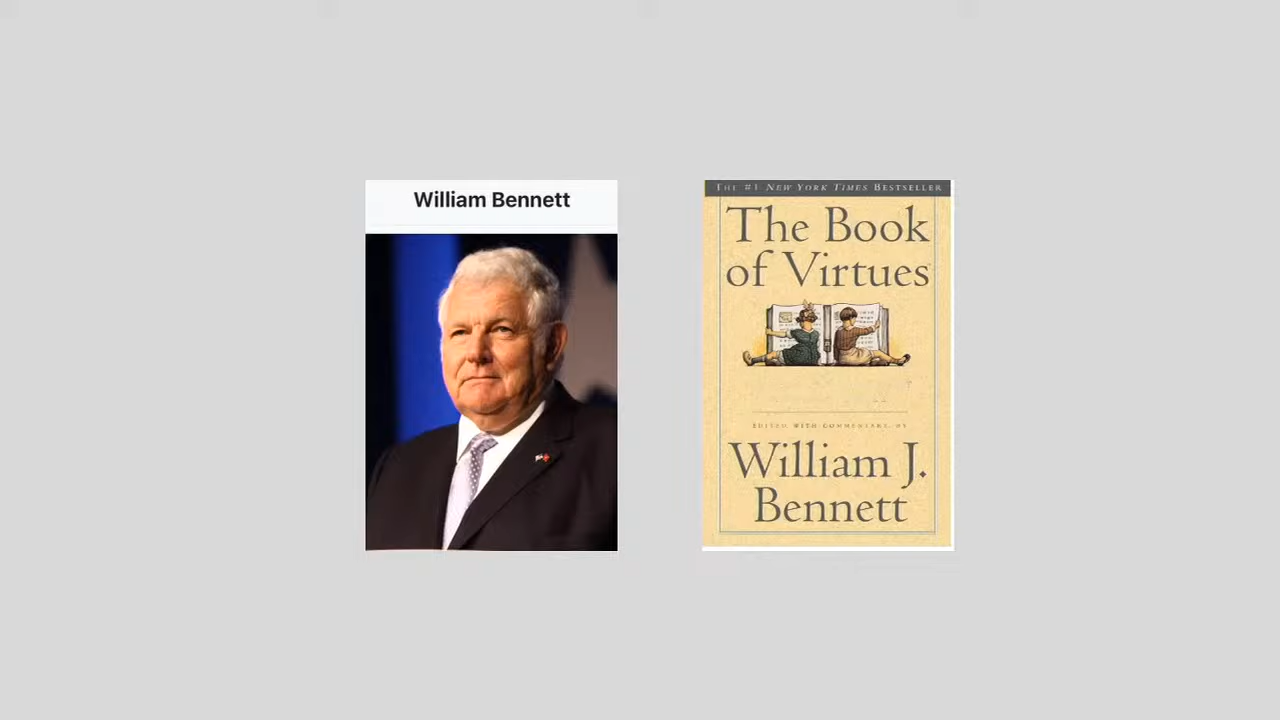 William Bennett
THE #1 NEW YORK TIMES BESTSELLER
The Book
of Virtues
EDITED WITH COMMENTARY BY
William J.
Bennett